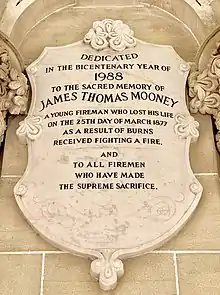 DEDICATED
IN THE BICENTENARY YEAR OF
1988
TO THE SACRED MEMORY OF
JAMES THOMAS MOONEY
A YOUNG FIREMAN WHO LOST HIS LIFE
ON THE 25TH DAY OF MARCH 1877
AS A RESULT OF BURNS
RECEIVED FIGHTING A FIRE.
AND
TO ALL FIREMEN
WHO HAVE MADE
THE SUPREME SACRIFICE.